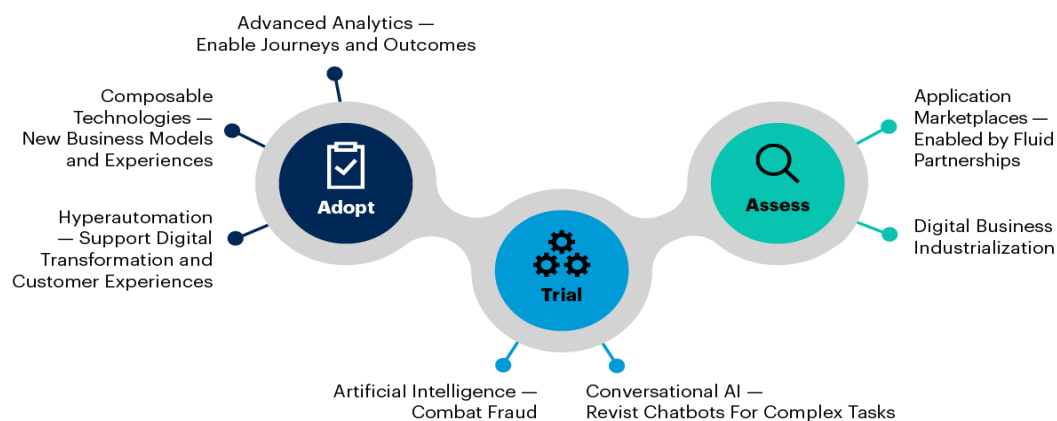 Advanced Analytics —
Enable Journeys and Outcomes
Composable
Technologies —
New Business Models
and Experiences
Hyperautomation
— Support Digital
Transformation and
Customer Experiences
Adopt
Trial
Artificial Intelligence —
Combat Fraud
Conversational AI —
Revist Chatbots For Complex Tasks
Assess
Application
Marketplaces —
Enabled by Fluid
Partnerships
Digital Business
Industrialization